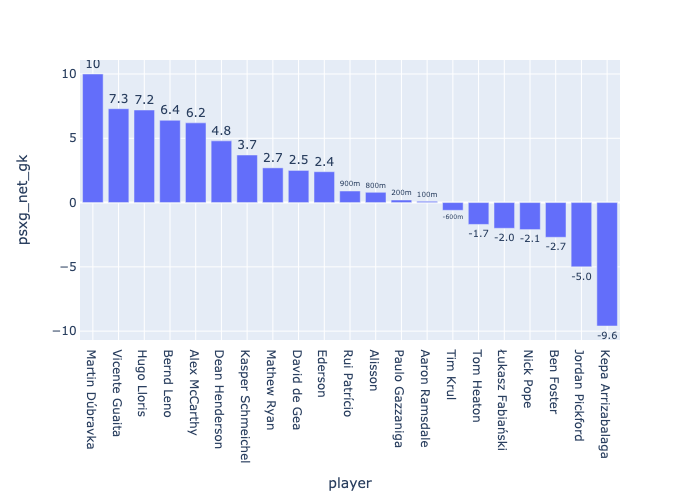 10
7.3
7.2
6.4
6.2
4.8
3.7
2.7
2.5
2.4
900m
800m
200m
100m
-600m
-1.7
-2.0
-2.1
-2.7
-5.0
-9.6
10
5
0
−5
−10
psxg_net_gk
Martin Dúbravka
Vicente Guaita
Hugo Lloris
Bernd Leno
Alex McCarthy
Dean Henderson
Kasper Schmeichel
Mathew Ryan
David de Gea
Ederson
Rui Patrício
Alisson
Paulo Gazzaniga
Aaron Ramsdale
Tim Krul
Tom Heaton
Łukasz Fabiański
Nick Pope
Ben Foster
Jordan Pickford
Kepa Arrizabalaga
player